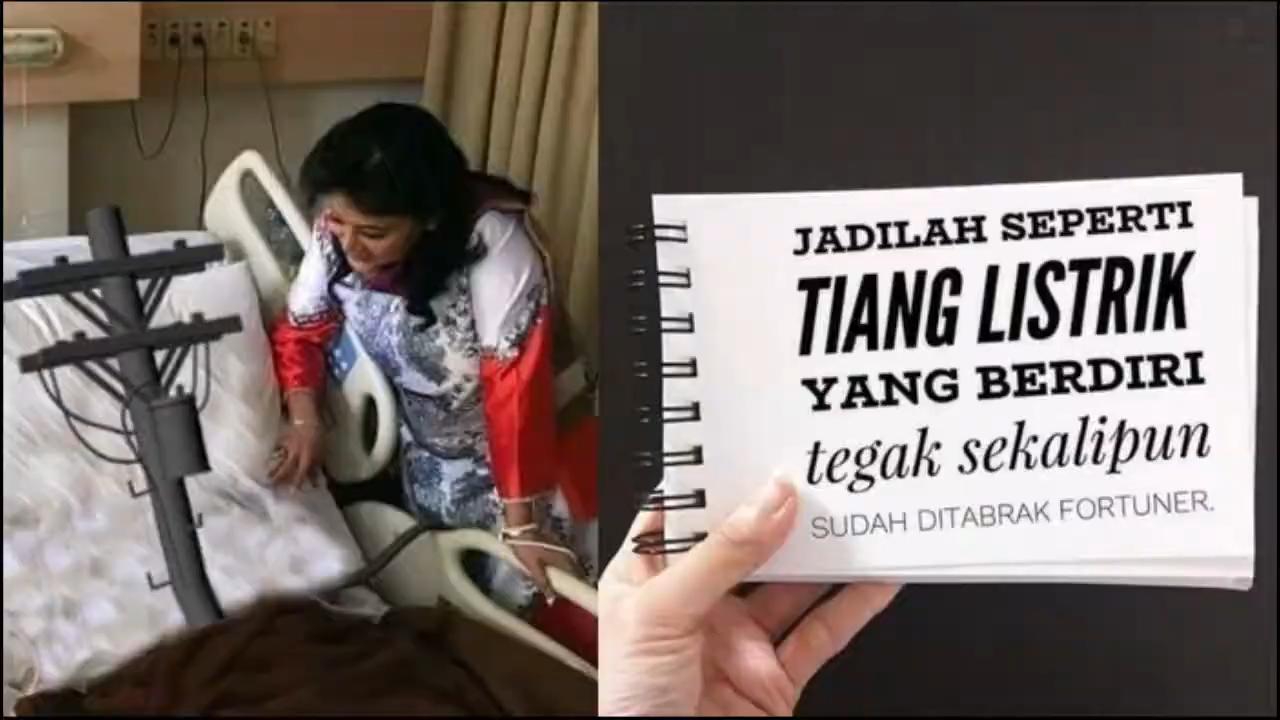 JADILAH SEPERTI
TIANG LISTRIK
YANG BERDIRI
tegak sekalipun
SUDAH DITABRAK FORTUNER.